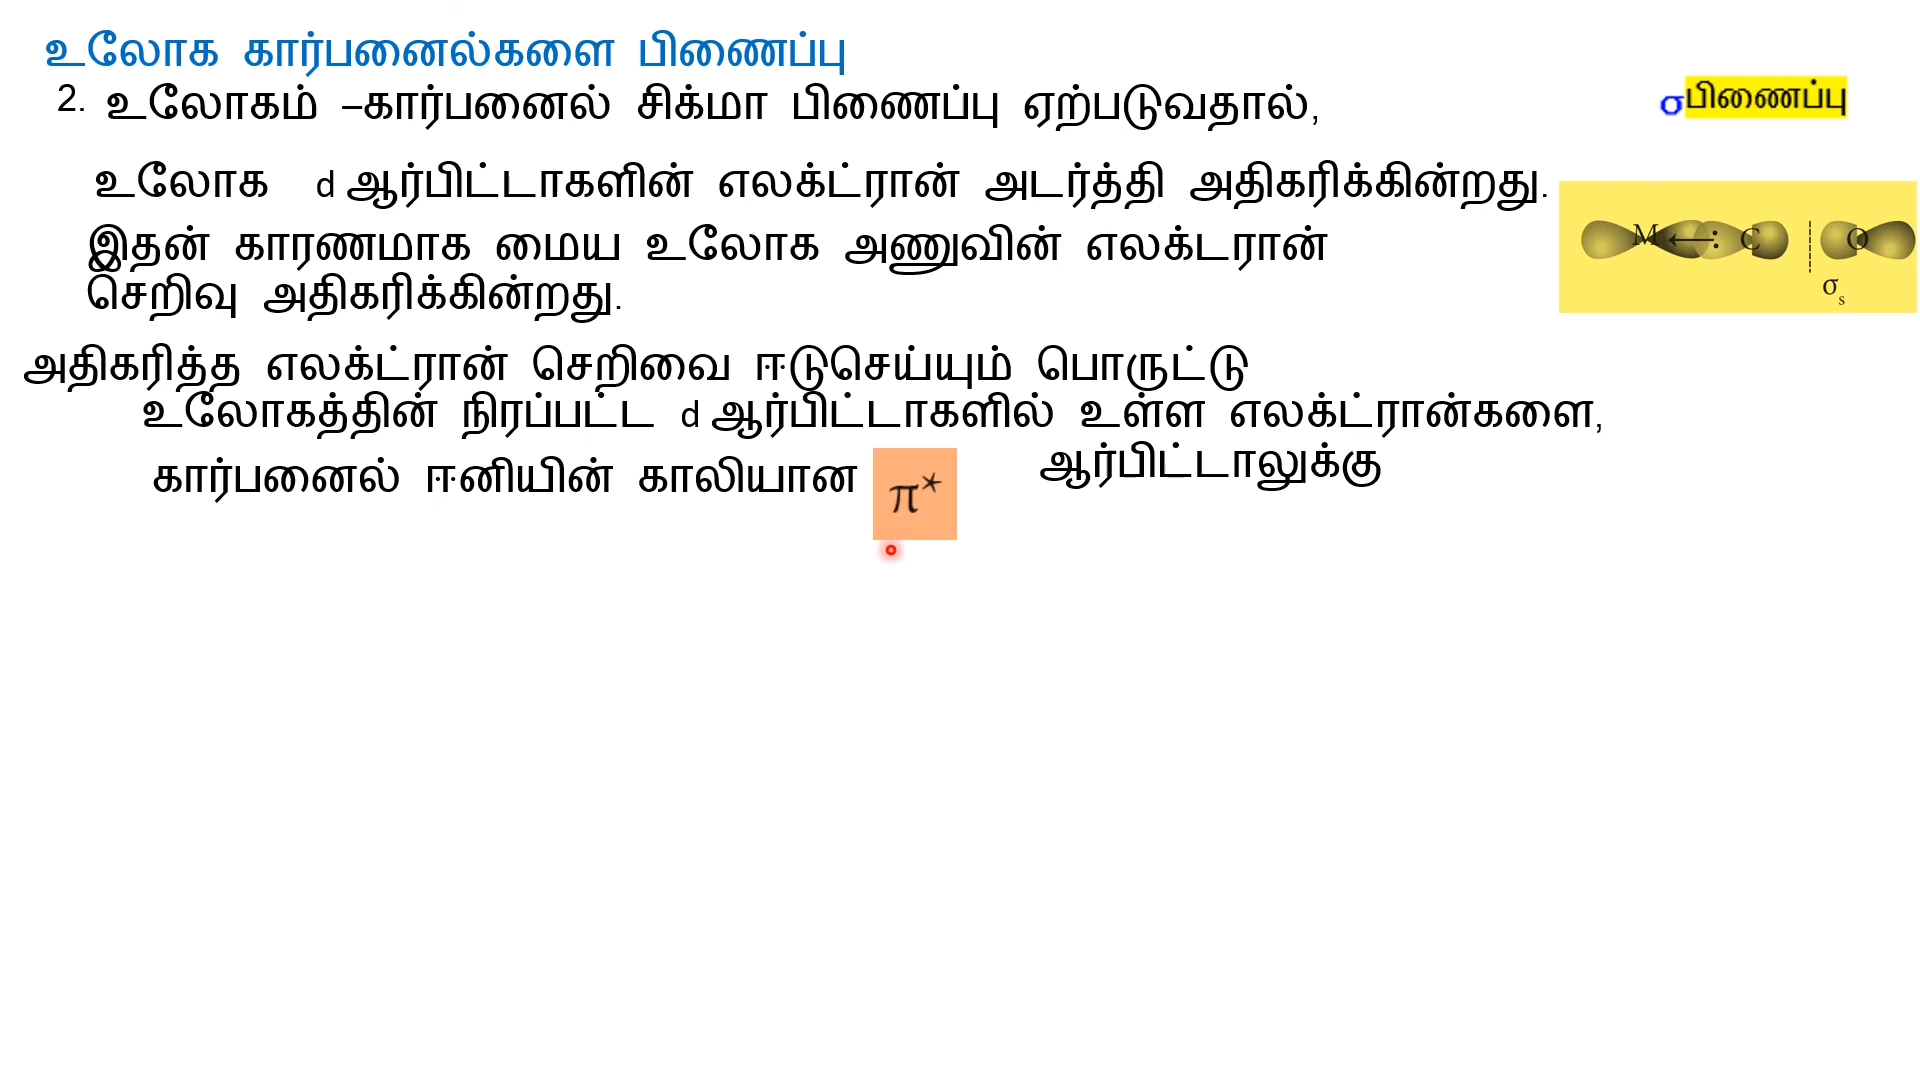 உலோக கார்பனைல்களை பிணைப்பு
2. உலோகம் –கார்பனைல் சிக்மா பிணைப்பு ஏற்படுவதால்,
σபிணைப்பு
உலோக d ஆர்பிட்டாகளின் எலக்ட்ரான் அடர்த்தி அதிகரிக்கின்றது.
இதன் காரணமாக மைய உலோக அணுவின் எலக்டரான்
செறிவு அதிகரிக்கின்றது.
M ←: C O
σs
அதிகரித்த எலக்ட்ரான் செறிவை ஈடுசெய்யும் பொருட்டு
உலோகத்தின் நிரப்பட்ட d ஆர்பிட்டாகளில் உள்ள எலக்ட்ரான்களை,
கார்பனைல் ஈனியின் காலியான π* ஆர்பிட்டாலுக்கு